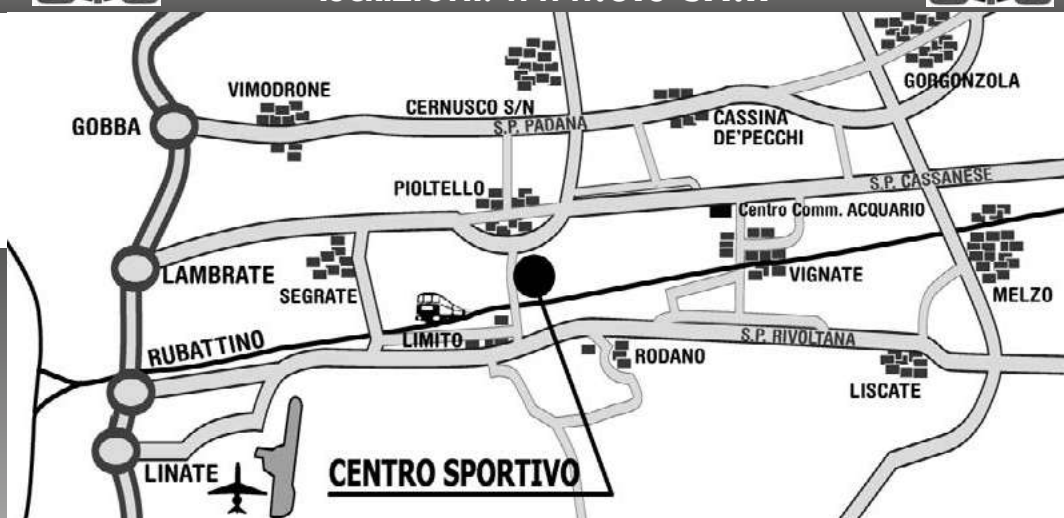 GORGONZOLA
VIMODRONE
CERNUSCO S/N
GOBBA
S.P. PADANA
CASSINA
DE'PECCHI
PIOLTELLO
S.P. CASSANESE
Centro Comm. ACQUARIO
LAMBRATE
SEGRATE
VIGNATE
MELZO
RUBATTINO
LIMITO
S.P. RIVOLTANA
RODANO
LISCATE
LINATE
CENTRO SPORTIVO